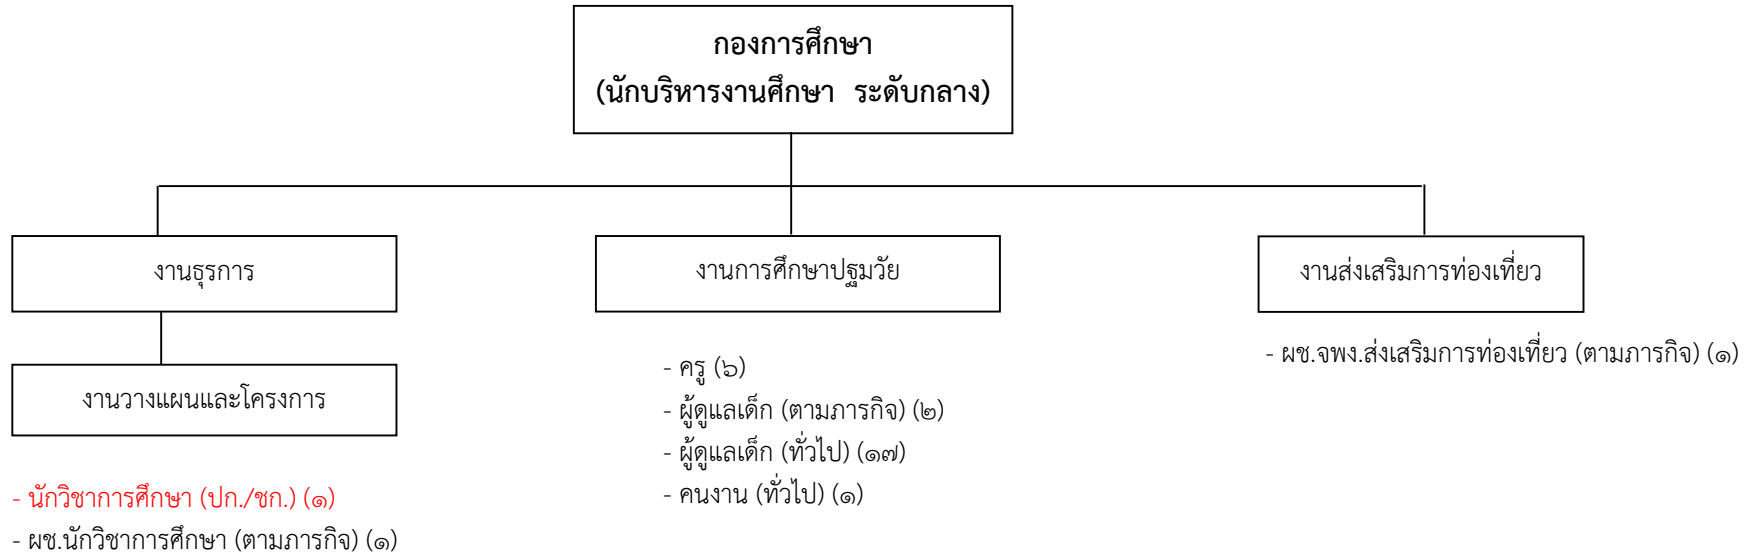 กองการศึกษา
(นักบริหารงานศึกษา ระดับกลาง)
งานธุรการ
งานวางแผนและโครงการ
- นักวิชาการศึกษา (ปก./ชก.) (๑)
- ผช.นักวิชาการศึกษา (ตามภารกิจ) (๑)
งานการศึกษาปฐมวัย
- ครู (๖)
- ผู้ดูแลเด็ก (ตามภารกิจ) (๒)
- ผู้ดูแลเด็ก (ทั่วไป) (๑๗)
- คนงาน (ทั่วไป) (๑)
งานส่งเสริมการท่องเที่ยว
- ผช.จพง.ส่งเสริมการท่องเที่ยว (ตามภารกิจ) (๑)